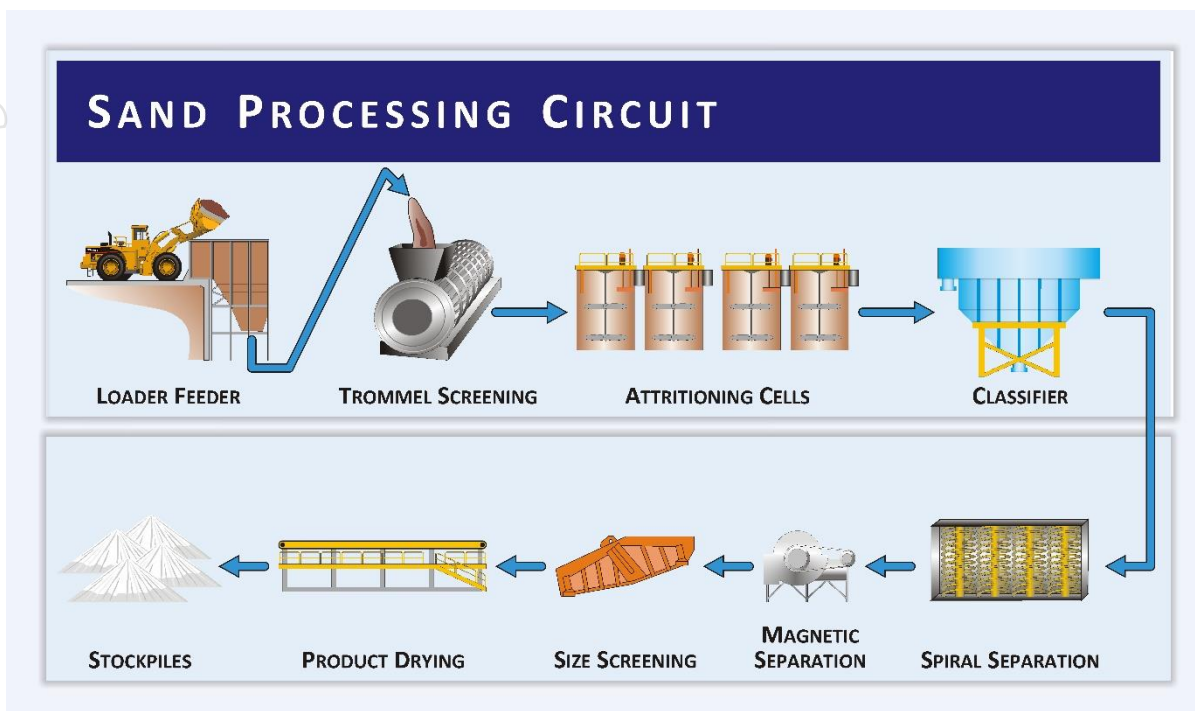 SAND PROCESSING CIRCUIT
LOADER FEEDER
TROMMEL SCREENING
ATTRITIONING CELLS
CLASSIFIER
STOCKPILES
PRODUCT DRYING
SIZE SCREENING
MAGNETIC
SEPARATION
SPIRAL SEPARATION